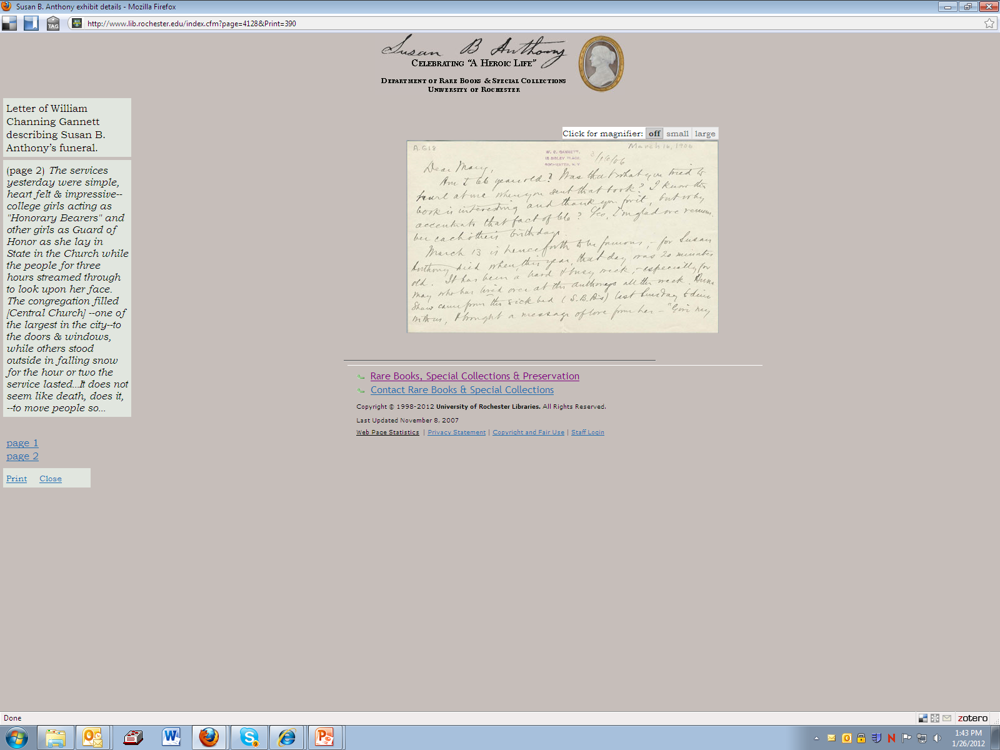 Susan B. Anthony exhibit details - Mozilla Firefox
TAG
http://www.lib.rochester.edu/index.cfm?page=4128&Print=390
Susan B Anthony
Celebrating “A Heroic Life”
Department of Rare Books & Special Collections
University of Rochester
Letter of William
Channing Gannett
describing Susan B.
Anthony's funeral.
(page 2) The services
yesterday were simple,
heart felt & impressive--
college girls acting as
"Honorary Bearers" and
other girls as Guard of
Honor as she lay in
State in the Church while
the people for three
hours streamed through
to look upon her face.
The congregation filled
[Central Church] --one of
the largest in the city--to
the doors & windows,
while others stood
outside in falling snow
for the hour or two the
service lasted...It does not
seem like death, does it,
--to move people so...
page 1
page 2
Print Close
Click for magnifier: off small large
A.G18
March 16, 1906
W. C. GANNETT,
15 SIBLEY PLACE,
ROCHESTER, N.Y
3/16/06
Dear Mary,
Am I 66 years old? Was that what you tried to
hurl at me when you sent that book? I know the
book is interesting and thank you for it, but why
accentuate that fact of 66? Yes, I'm glad we remem-
ber each other's birthdays.
March 13 is henceforth to be famous, - for Susan
Anthony died when, this year, that day was 20 minutes
old. It has been a hard & busy week, - especially for
May who has lived over at the Anthonys all the week. Anna
Shaw came from the sick bed (S.B.A's) last Sunday & dined
with us, & brought a message of love from her - "Give my
Rare Books, Special Collections & Preservation
Contact Rare Books & Special Collections
Copyright © 1998-2012 University of Rochester Libraries. All Rights Reserved.
Last Updated November 8, 2007
Web Page Statistics | Privacy Statement | Copyright and Fair Use | Staff Login
Done
zotero
1:43 PM
1/26/2012